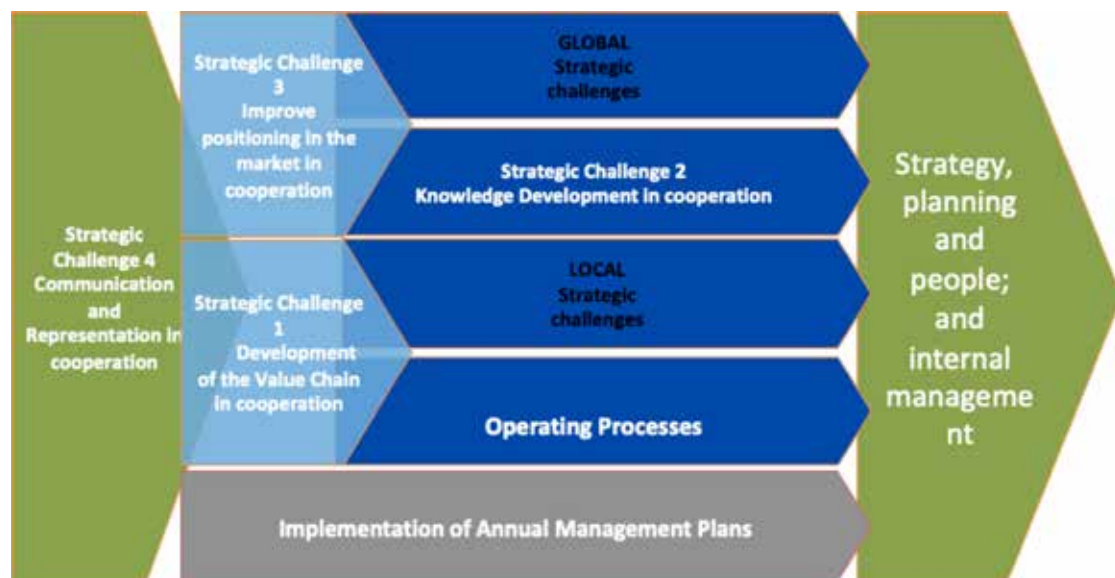 Strategic
Challenge 4
Communication
and
Representation in
cooperation
Strategic Challenge
3
Improve
positioning in the
market in
cooperation
Strategic Challenge
1
Development
of the Value Chain
in cooperation
GLOBAL
Strategic
challenges
Strategic Challenge 2
Knowledge Development in cooperation
LOCAL
Strategic
challenges
Operating Processes
Implementation of Annual Management Plans
Strategy,
planning
and
people;
and
internal
manageme
nt